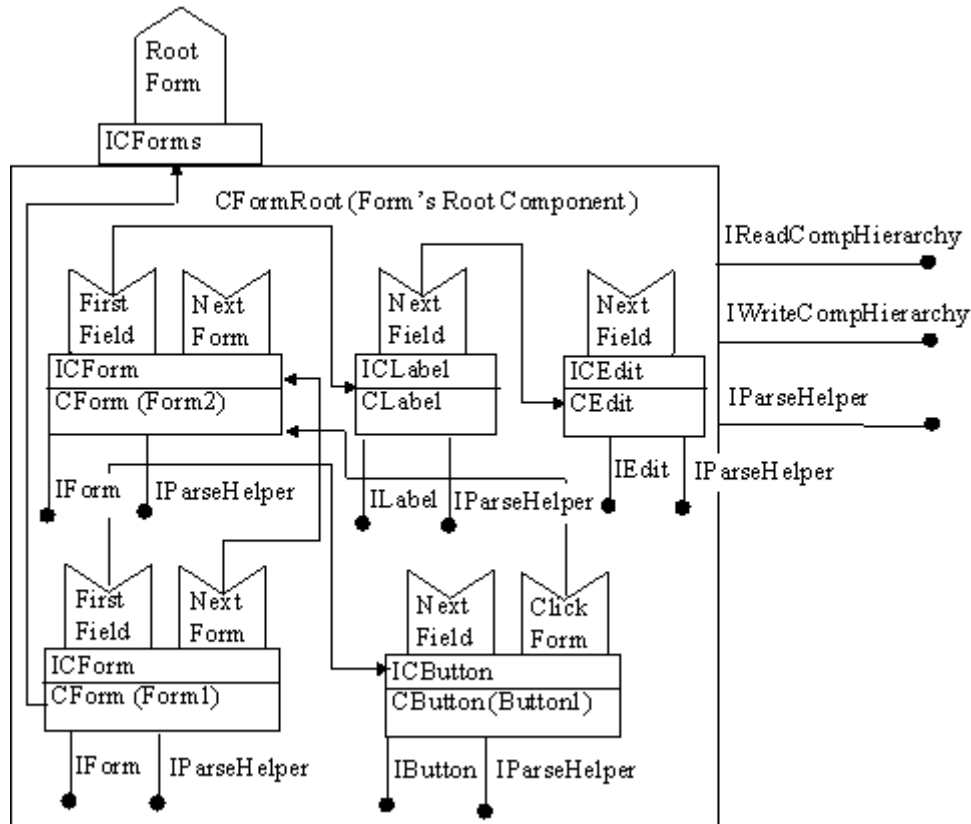 Root
Form
ICForms
CFormRoot (Form's Root Component)
IReadCompHierarchy
IWriteCompHierarchy
IParseHelper
First
Field
Next
Form
ICForm
CForm (Form2)
IForm
IParseHelper
Next
Field
ICLabel
CLabel
ILabel
IParseHelper
Next
Field
ICEdit
CEdit
IEdit
IParseHelper
First
Field
Next
Form
ICForm
CForm (Form1)
IForm
IParseHelper
Next
Field
Click
Form
ICButton
CButton(Button1)
IButton
IParseHelper